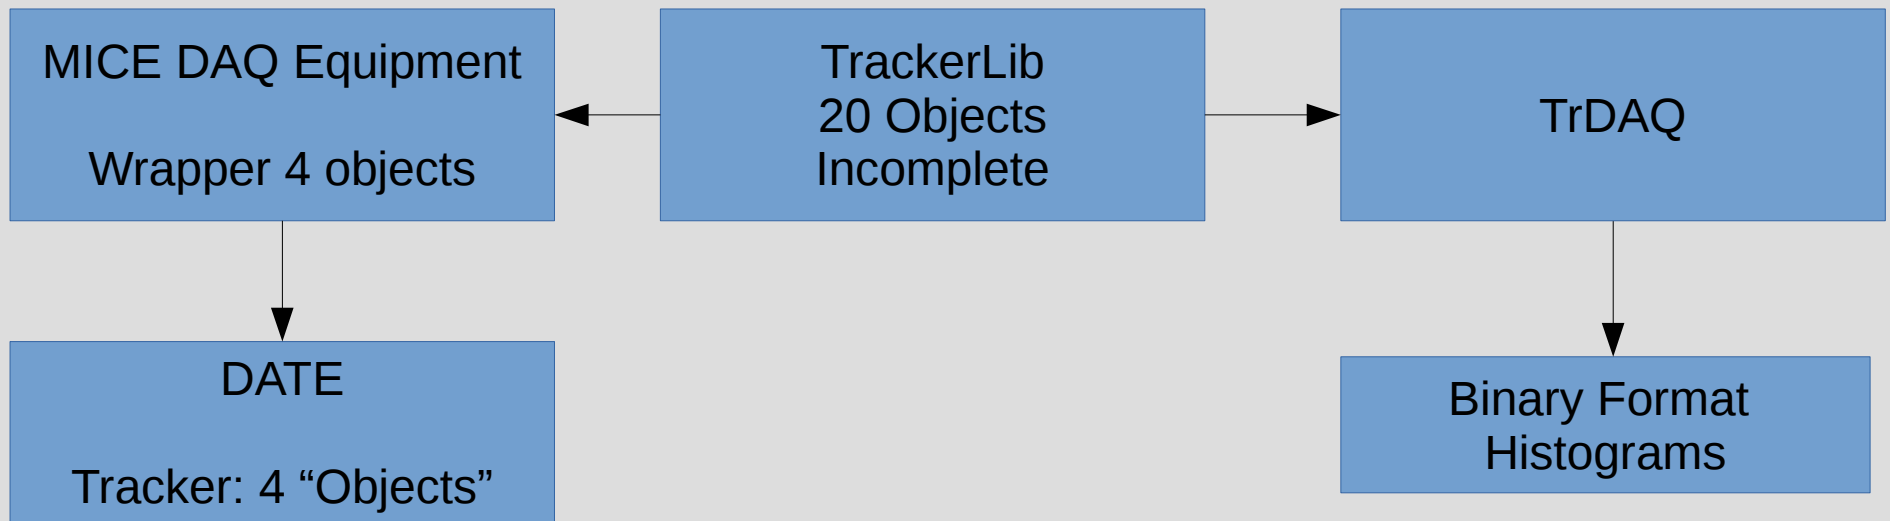 MICE DAQ Equipment
Wrapper 4 objects
TrackerLib
20 Objects
Incomplete
TrDAQ
DATE
Tracker: 4 “Objects”
Binary Format
Histograms